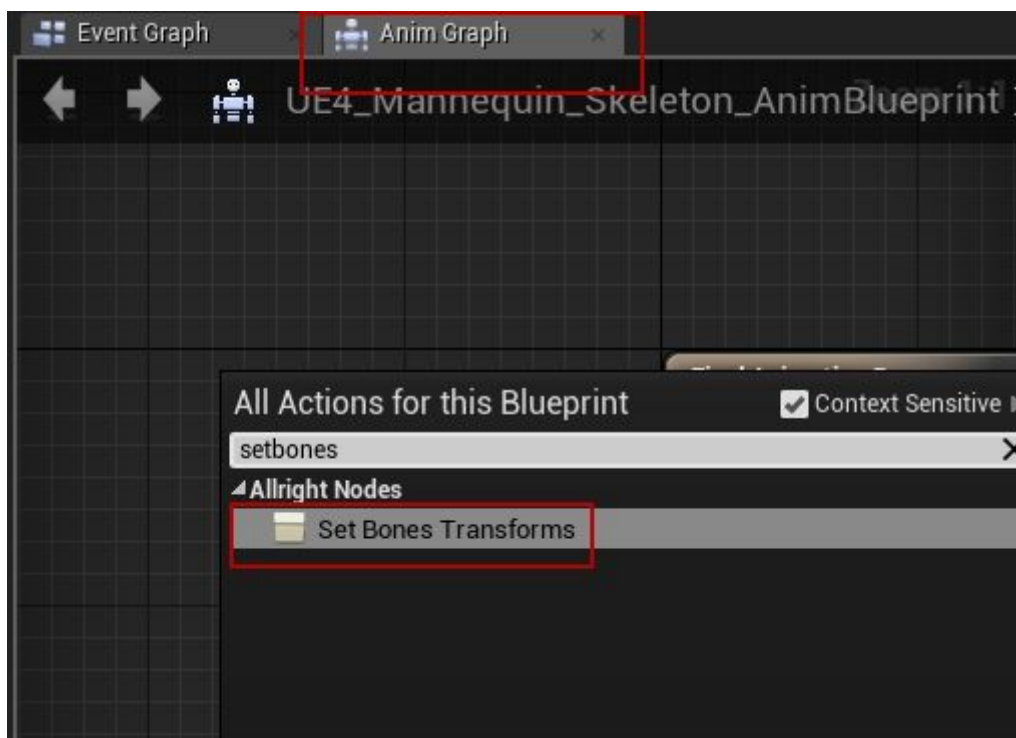 Event Graph
Anim Graph
UE4_Mannequin_Skeleton_AnimBlueprint
All Actions for this Blueprint
Context Sensitive
setbones
Allright Nodes
Set Bones Transforms